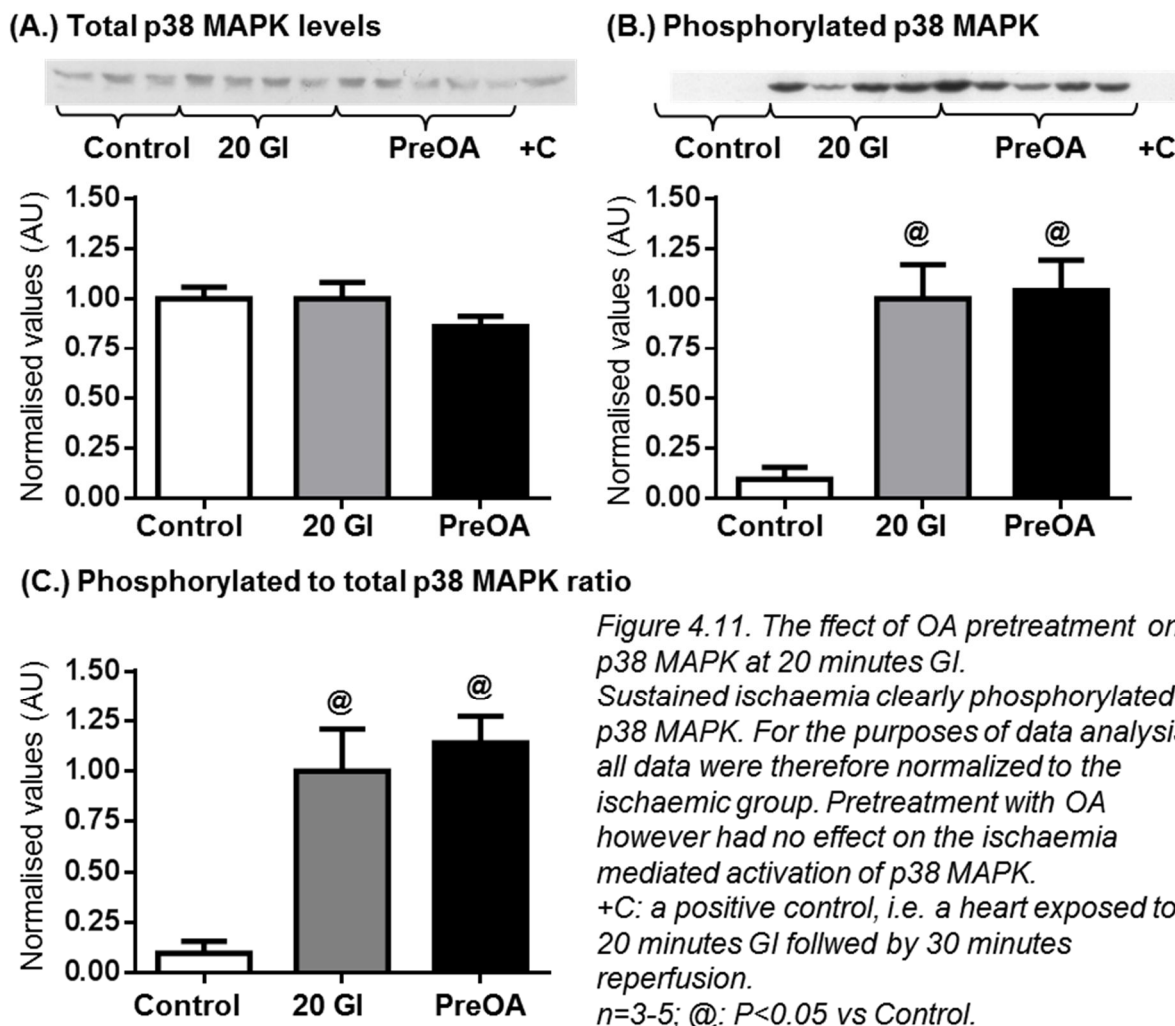 (A.) Total p38 MAPK levels
Control 20 GI PreOA +C
Normalised values (AU)
1.50
1.25
1.00
0.75
0.50
0.25
0.00
Control 20 GI PreOA
(B.) Phosphorylated p38 MAPK
Control 20 GI PreOA +C
Normalised values (AU)
1.50
1.25
1.00
0.75
0.50
0.25
0.00
@ @
Control 20 GI PreOA
(C.) Phosphorylated to total p38 MAPK ratio
Normalised values (AU)
1.50
1.25
1.00
0.75
0.50
0.25
0.00
@ @
Control 20 GI PreOA
Figure 4.11. The ffect of OA pretreatment on
p38 MAPK at 20 minutes GI.
Sustained ischaemia clearly phosphorylated
p38 MAPK. For the purposes of data analysis
all data were therefore normalized to the
ischaemic group. Pretreatment with OA
however had no effect on the ischaemia
mediated activation of p38 MAPK.
+C: a positive control, i.e. a heart exposed to
20 minutes GI follwed by 30 minutes
reperfusion.
n=3-5; @: P<0.05 vs Control.